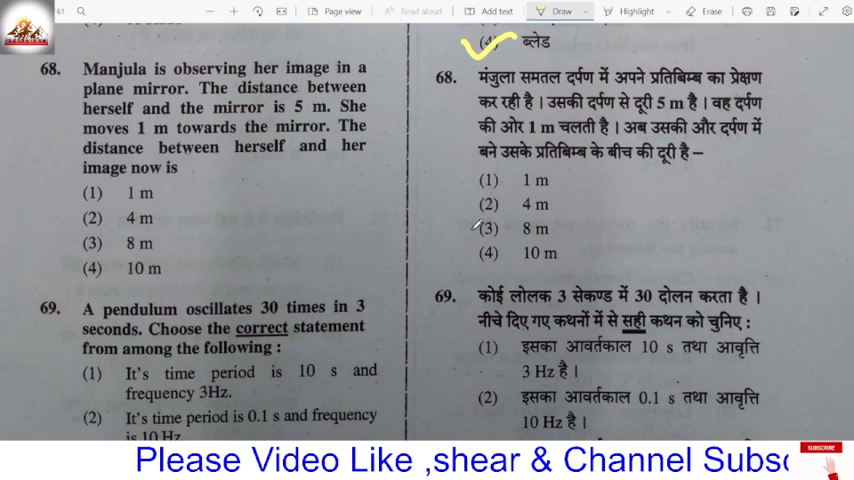 61
Page view
Read aloud
Add text
Draw
Highlight
Erase
Share
68. Manjula is observing her image in a
plane mirror. The distance between
herself and the mirror is 5 m. She
moves 1 m towards the mirror. The
distance between herself and her
image now is
(1) 1 m
(2) 4 m
(3) 8 m
(4) 10 m
69. A pendulum oscillates 30 times in 3
seconds. Choose the correct statement
from among the following :
(1) It's time period is 10 s and
frequency 3Hz.
(2) It's time period is 0.1 s and frequency
is 10 Hz
(4) ब्लेड
68. मंजुला समतल दर्पण में अपने प्रतिबिम्ब का प्रेक्षण
कर रही है । उसकी दर्पण से दूरी 5 m है । वह दर्पण
की ओर 1 m चलती है । अब उसकी और दर्पण में
बने उसके प्रतिबिम्ब के बीच की दूरी है –
(1) 1 m
(2) 4 m
(3) 8 m
(4) 10 m
69. कोई लोलक 3 सेकण्ड में 30 दोलन करता है ।
नीचे दिए गए कथनों में से सही कथन को चुनिए :
(1) इसका आवर्तकाल 10 s तथा आवृत्ति
3 Hz है ।
(2) इसका आवर्तकाल 0.1 s तथा आवृत्ति
10 Hz है ।
Please Video Like ,shear & Channel Subsc
SUBSCRIBE